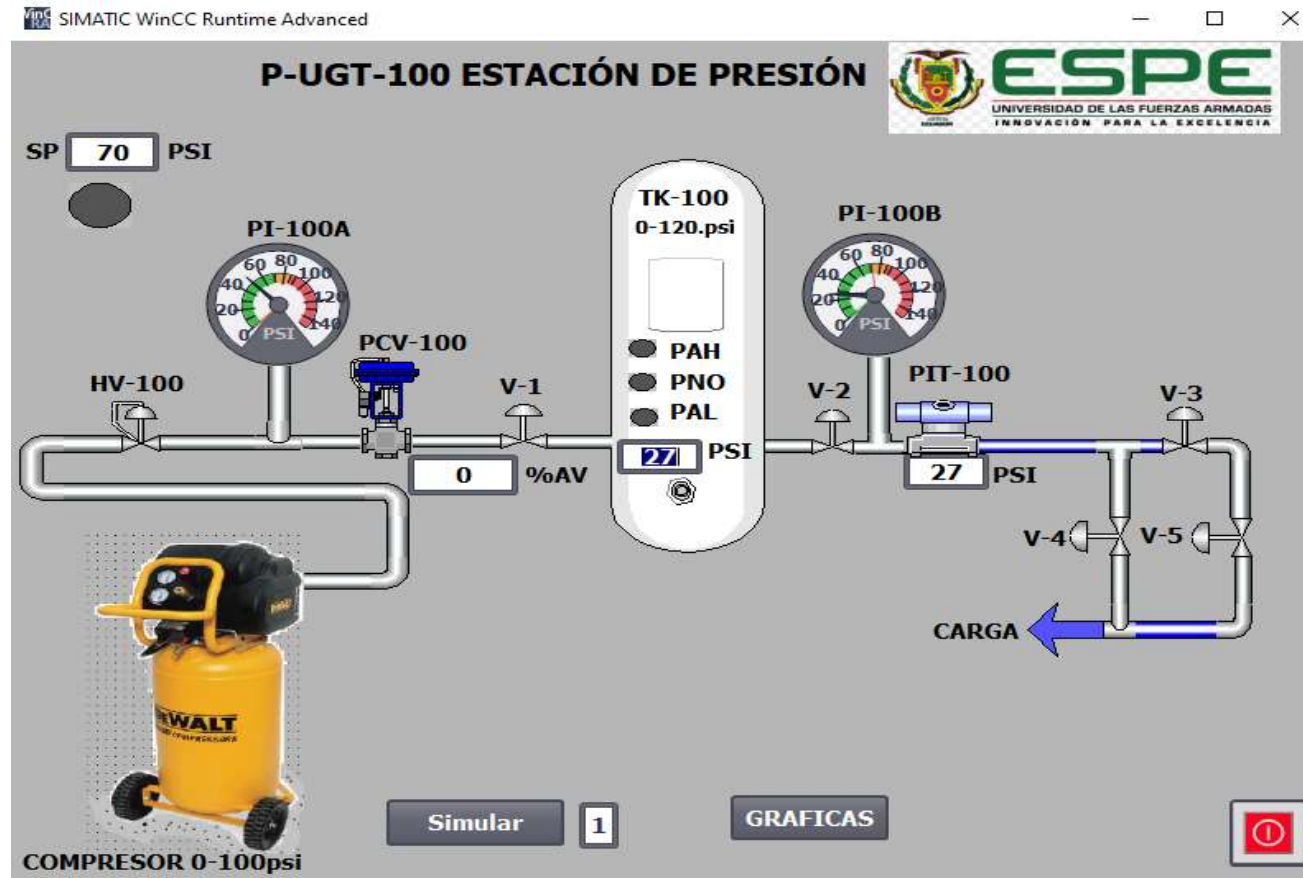 SIMATIC WinCC Runtime Advanced
P-UGT-100 ESTACIÓN DE PRESIÓN
ESPE
UNIVERSIDAD DE LAS FUERZAS ARMADAS
INNOVACIÓN PARA LA EXCELENCIA
SP 70 PSI
TK-100
0-120.psi
PI-100A
0 20 40 60 80 100 120 140
PSI
PI-100B
0 20 40 60 80 100 120 140
PSI
PAH
PNO
PAL
27 PSI
HV-100
PCV-100
V-1
0 %AV
V-2
PIT-100
27 PSI
V-3
V-4
V-5
CARGA
DEWALT
Simular 1
GRAFICAS
COMPRESOR 0-100psi